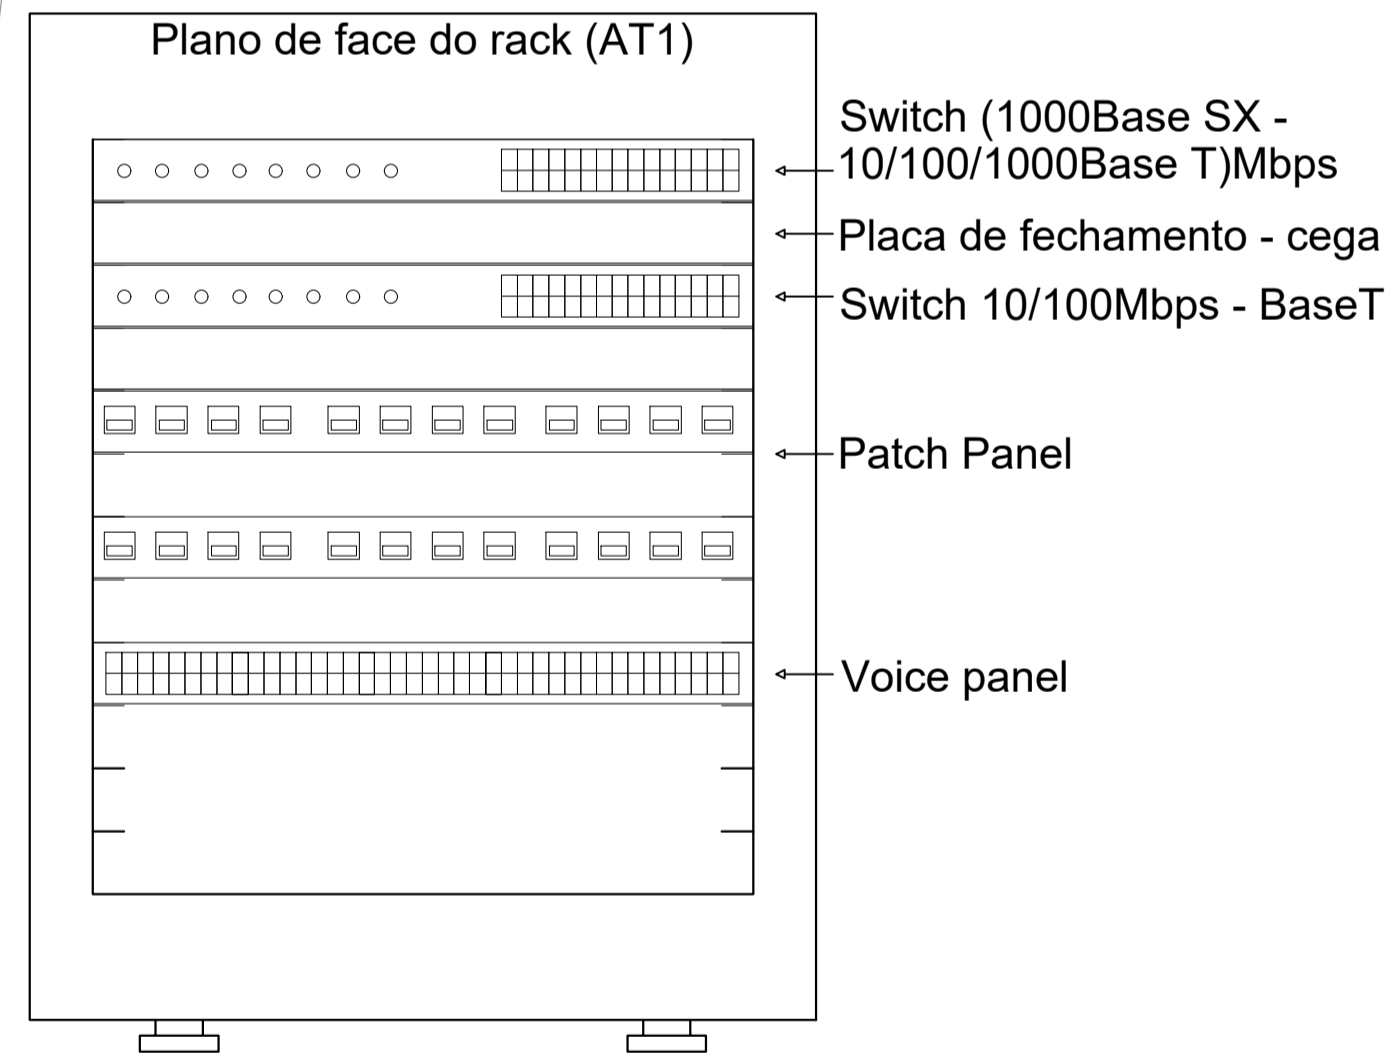 Plano de face do rack (AT1)
Switch (1000Base SX -
10/100/1000Base T)Mbps
Placa de fechamento - cega
Switch 10/100Mbps - BaseT
Patch Panel
Voice panel